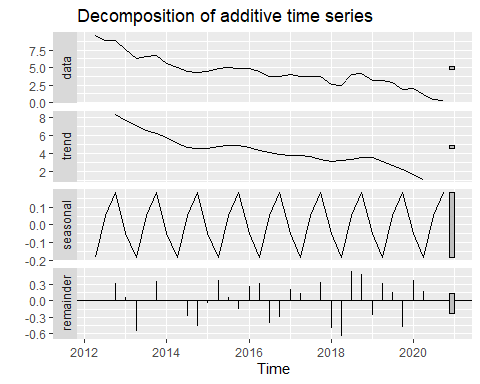 Decomposition of additive time series
data
7.5
5.0
2.5
0.0
trend
8
6
4
2
seasonal
0.1
0.0
-0.1
-0.2
remainder
0.3
0.0
-0.3
-0.6
2012 2014 2016 2018 2020
Time